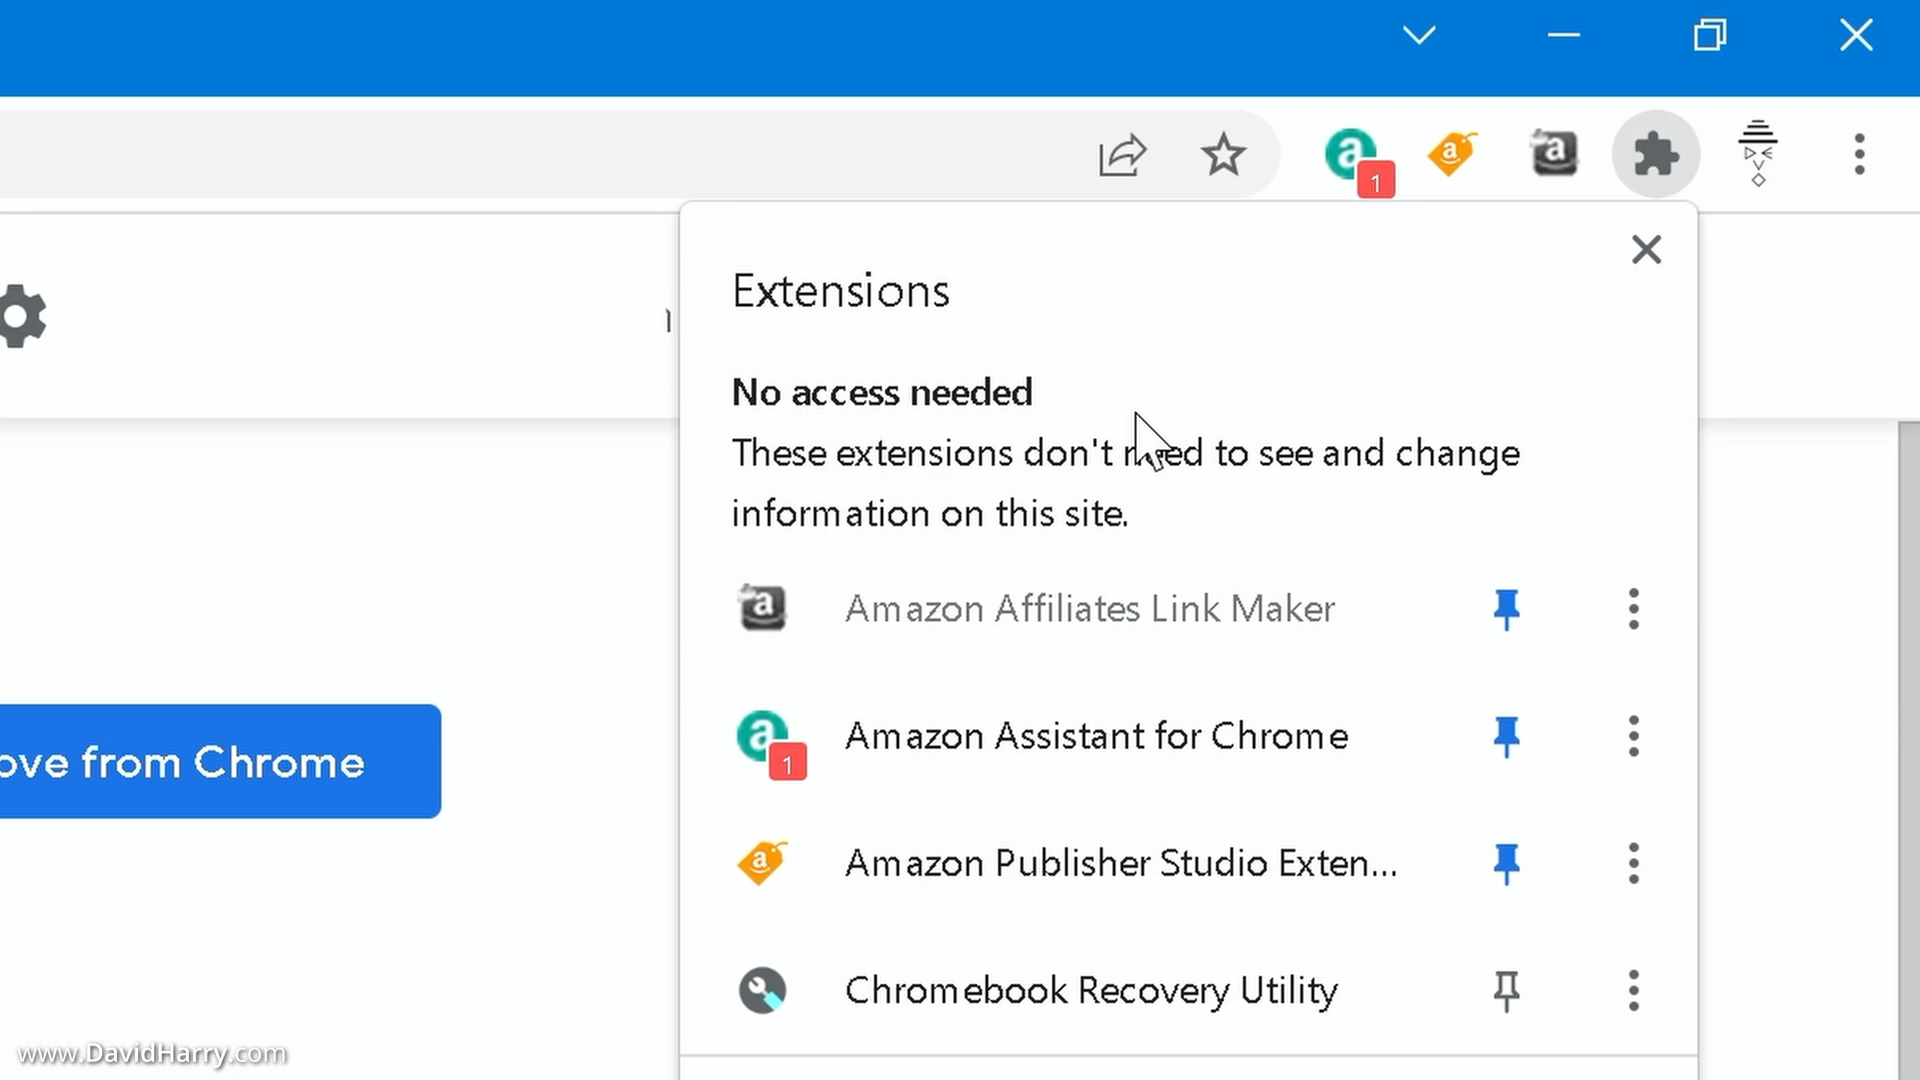 1
Extensions
No access needed
These extensions don't need to see and change
information on this site.
Amazon Affiliates Link Maker
Amazon Assistant for Chrome
1
Amazon Publisher Studio Exten...
Chromebook Recovery Utility
ove from Chrome
www.DavidHarry.com